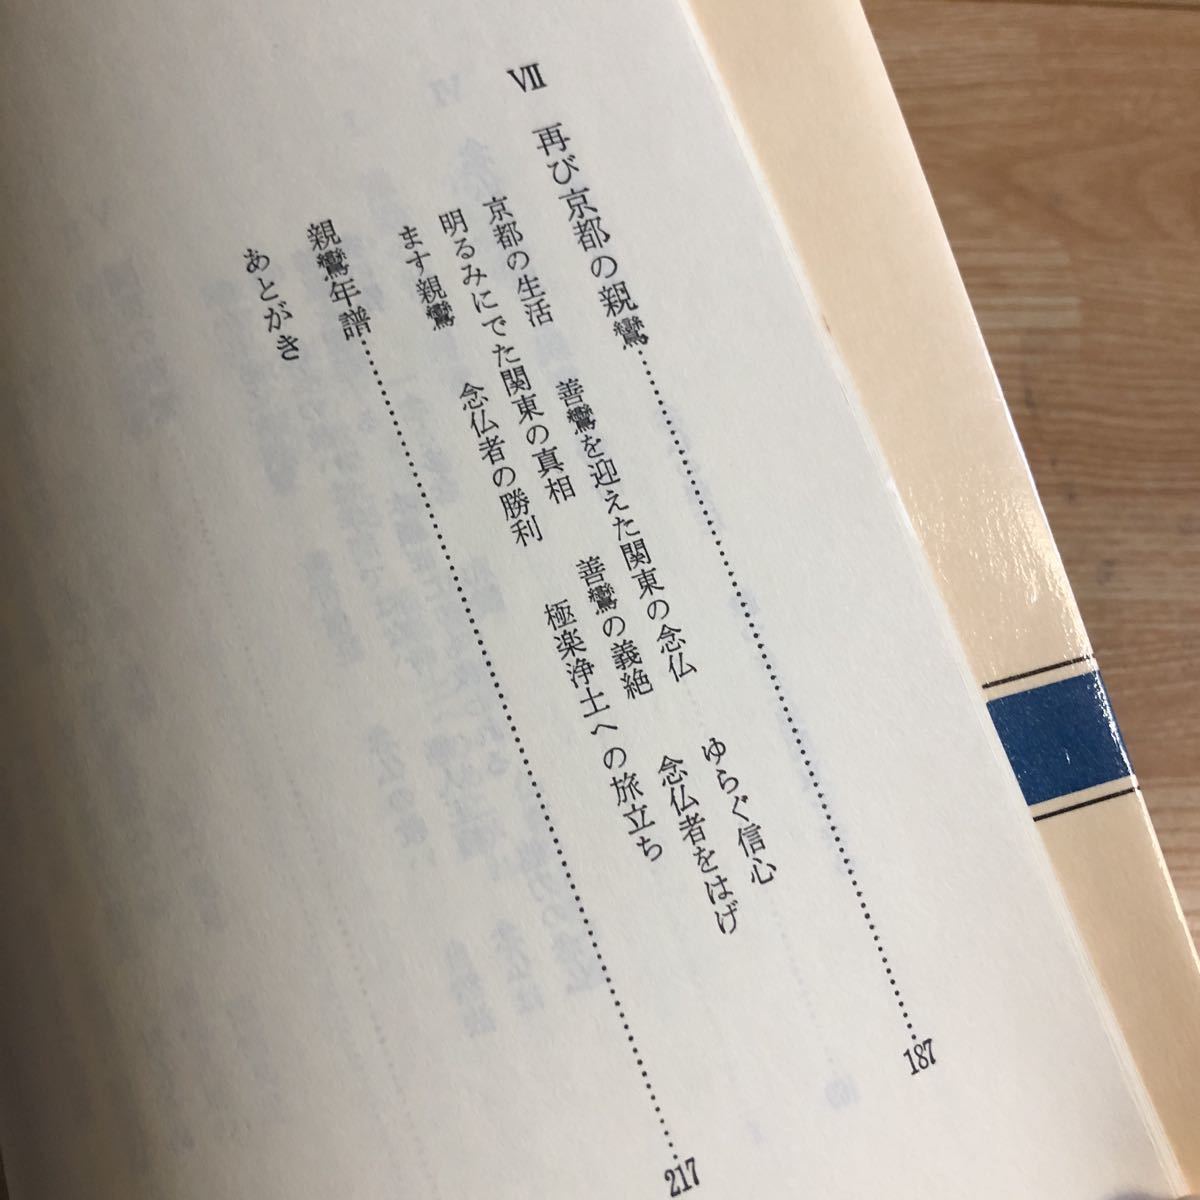 Ⅶ 再び京都の親鸞……………………………187
京都の生活 善鸞を迎えた関東の念仏 ゆらぐ信心
明るみにでた関東の真相 善鸞の義絶 念仏者をはげ
ます親鸞 念仏者の勝利 極楽浄土への旅立ち
親鸞年譜……………………………217
あとがき